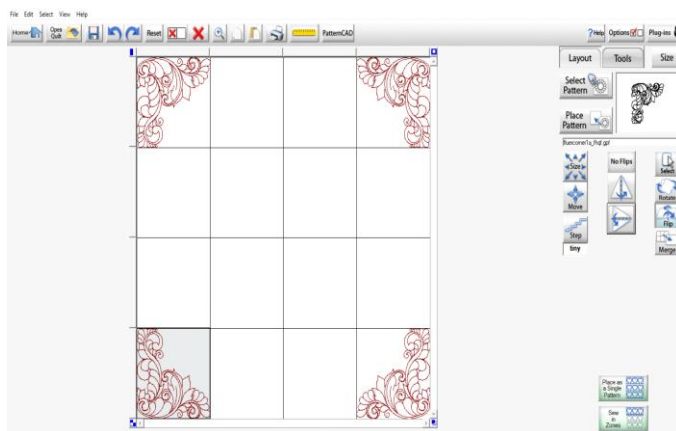 File Edit Select View Help
Home Open Quilt Reset PatternCAD ?Help Options Plug-ins
Layout Tools Size
Select
Pattern
Place
Pattern
Size No Flips Select
Move Rotate
Flip
Step
tiny Merge
Place as
a Single
Pattern
Sew
in
Zones